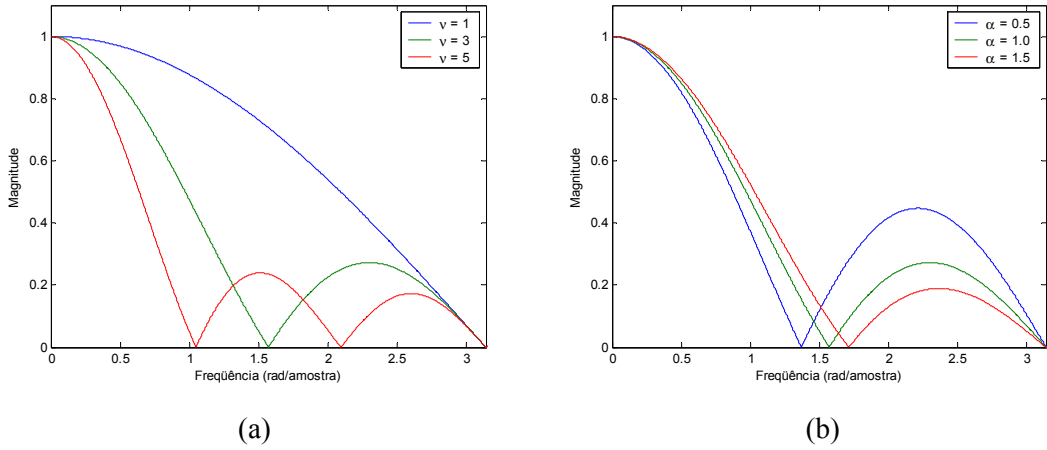 ν = 1
ν = 3
ν = 5
1
0.8
0.6
0.4
0.2
0
Magnitude
0 0.5 1 1.5 2 2.5 3
Freqüência (rad/amostra)
(a)
α = 0.5
α = 1.0
α = 1.5
1
0.8
0.6
0.4
0.2
0
Magnitude
0 0.5 1 1.5 2 2.5 3
Freqüência (rad/amostra)
(b)